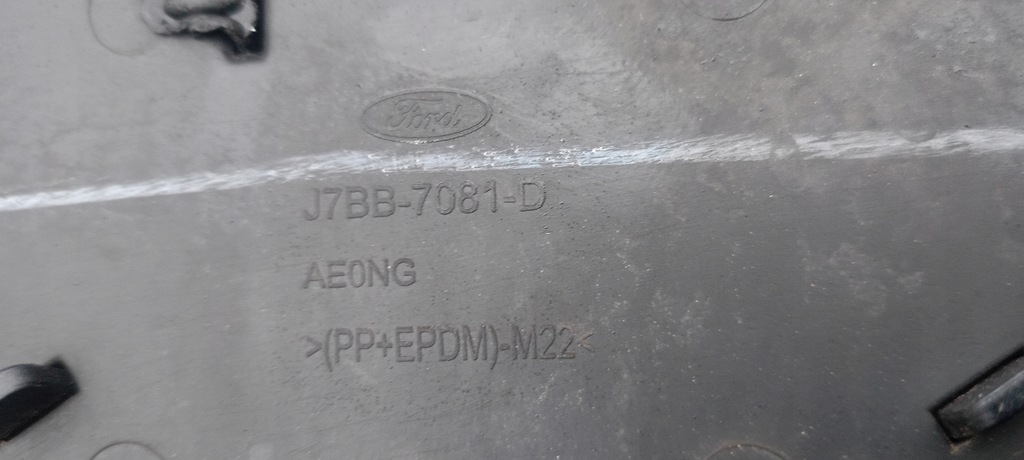 Ford
J7BB-7081-D
AE0NG
>(PP+EPDM)-M22<